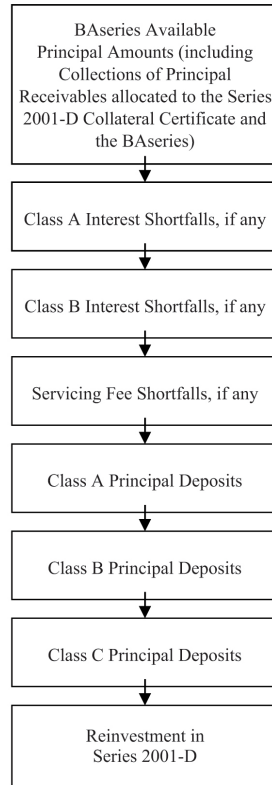 BAseries Available
Principal Amounts (including
Collections of Principal
Receivables allocated to the Series
2001-D Collateral Certificate and
the BAseries)
Class A Interest Shortfalls, if any
Class B Interest Shortfalls, if any
Servicing Fee Shortfalls, if any
Class A Principal Deposits
Class B Principal Deposits
Class C Principal Deposits
Reinvestment in
Series 2001-D